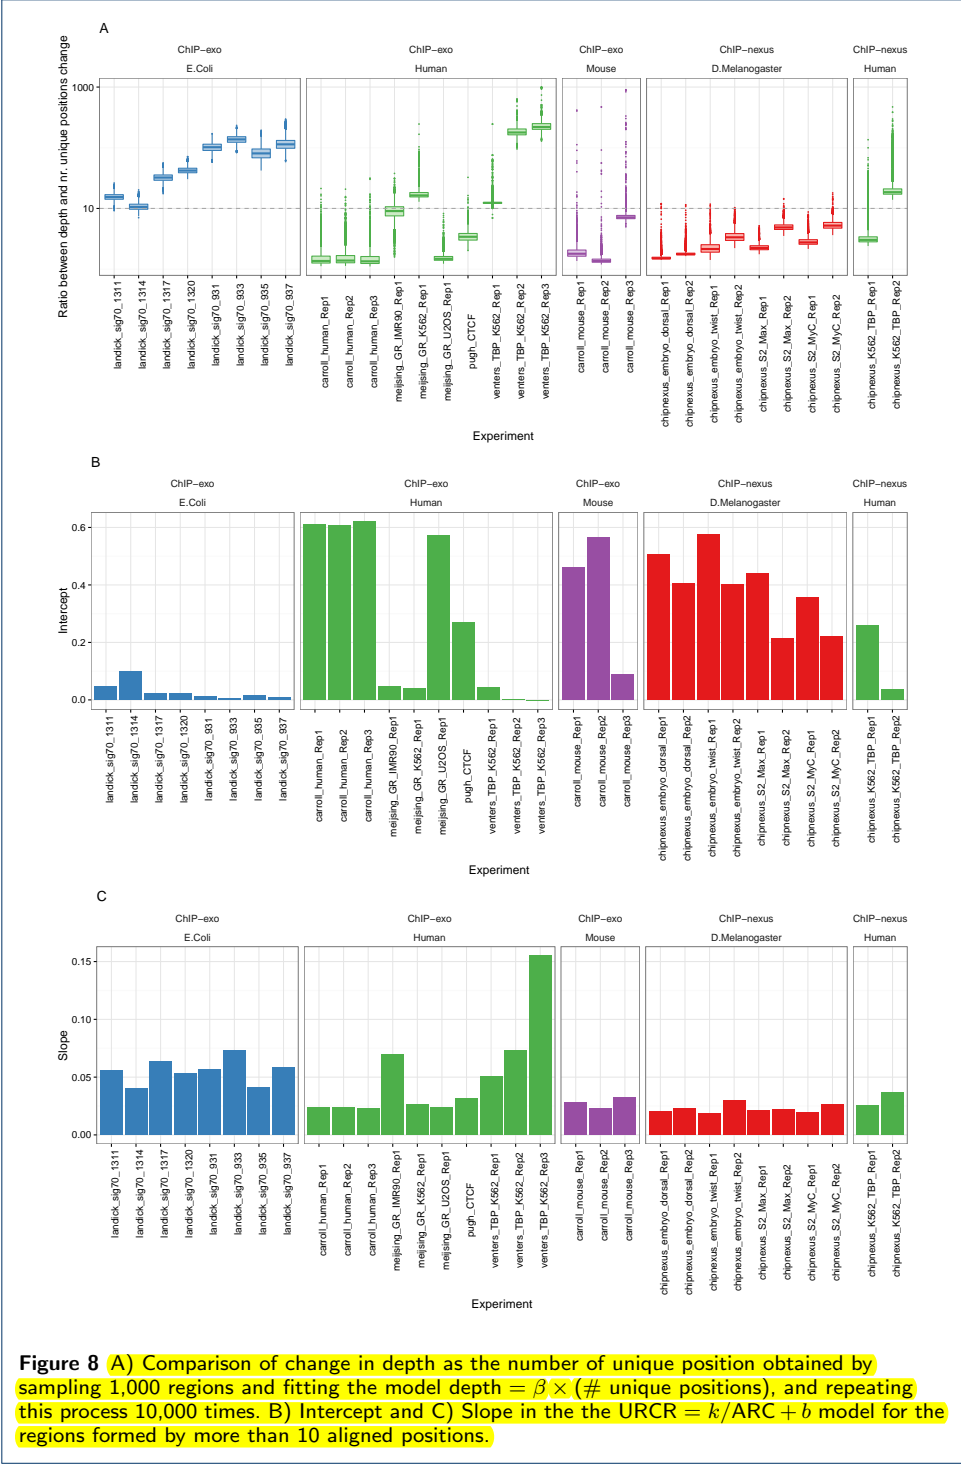 A
ChIP−exo
ChIP−exo
ChIP−exo
ChIP−nexus
ChIP−nexus
E.Coli
Human
Mouse
D.Melanogaster
Human
Ratio between depth and nr. unique positions change
1000
10
landick_sig70_1311
landick_sig70_1314
landick_sig70_1317
landick_sig70_1320
landick_sig70_931
landick_sig70_933
landick_sig70_935
landick_sig70_937
carroll_human_Rep1
carroll_human_Rep2
carroll_human_Rep3
meijsing_GR_IMR90_Rep1
meijsing_GR_K562_Rep1
meijsing_GR_U2OS_Rep1
pugh_CTCF
venters_TBP_K562_Rep1
venters_TBP_K562_Rep2
venters_TBP_K562_Rep3
carroll_mouse_Rep1
carroll_mouse_Rep2
carroll_mouse_Rep3
chipnexus_embryo_dorsal_Rep1
chipnexus_embryo_dorsal_Rep2
chipnexus_embryo_twist_Rep1
chipnexus_embryo_twist_Rep2
chipnexus_S2_Max_Rep1
chipnexus_S2_Max_Rep2
chipnexus_S2_MyC_Rep1
chipnexus_S2_MyC_Rep2
chipnexus_K562_TBP_Rep1
chipnexus_K562_TBP_Rep2
Experiment
B
ChIP−exo
ChIP−exo
ChIP−exo
ChIP−nexus
ChIP−nexus
E.Coli
Human
Mouse
D.Melanogaster
Human
Intercept
0.6
0.4
0.2
0.0
landick_sig70_1311
landick_sig70_1314
landick_sig70_1317
landick_sig70_1320
landick_sig70_931
landick_sig70_933
landick_sig70_935
landick_sig70_937
carroll_human_Rep1
carroll_human_Rep2
carroll_human_Rep3
meijsing_GR_IMR90_Rep1
meijsing_GR_K562_Rep1
meijsing_GR_U2OS_Rep1
pugh_CTCF
venters_TBP_K562_Rep1
venters_TBP_K562_Rep2
venters_TBP_K562_Rep3
carroll_mouse_Rep1
carroll_mouse_Rep2
carroll_mouse_Rep3
chipnexus_embryo_dorsal_Rep1
chipnexus_embryo_dorsal_Rep2
chipnexus_embryo_twist_Rep1
chipnexus_embryo_twist_Rep2
chipnexus_S2_Max_Rep1
chipnexus_S2_Max_Rep2
chipnexus_S2_MyC_Rep1
chipnexus_S2_MyC_Rep2
chipnexus_K562_TBP_Rep1
chipnexus_K562_TBP_Rep2
Experiment
C
ChIP−exo
ChIP−exo
ChIP−exo
ChIP−nexus
ChIP−nexus
E.Coli
Human
Mouse
D.Melanogaster
Human
Slope
0.15
0.10
0.05
0.00
landick_sig70_1311
landick_sig70_1314
landick_sig70_1317
landick_sig70_1320
landick_sig70_931
landick_sig70_933
landick_sig70_935
landick_sig70_937
carroll_human_Rep1
carroll_human_Rep2
carroll_human_Rep3
meijsing_GR_IMR90_Rep1
meijsing_GR_K562_Rep1
meijsing_GR_U2OS_Rep1
pugh_CTCF
venters_TBP_K562_Rep1
venters_TBP_K562_Rep2
venters_TBP_K562_Rep3
carroll_mouse_Rep1
carroll_mouse_Rep2
carroll_mouse_Rep3
chipnexus_embryo_dorsal_Rep1
chipnexus_embryo_dorsal_Rep2
chipnexus_embryo_twist_Rep1
chipnexus_embryo_twist_Rep2
chipnexus_S2_Max_Rep1
chipnexus_S2_Max_Rep2
chipnexus_S2_MyC_Rep1
chipnexus_S2_MyC_Rep2
chipnexus_K562_TBP_Rep1
chipnexus_K562_TBP_Rep2
Experiment
Figure 8 A) Comparison of change in depth as the number of unique position obtained by
sampling 1,000 regions and fitting the model depth = β × (# unique positions), and repeating
this process 10,000 times. B) Intercept and C) Slope in the the URCR = k/ARC + b model for the
regions formed by more than 10 aligned positions.